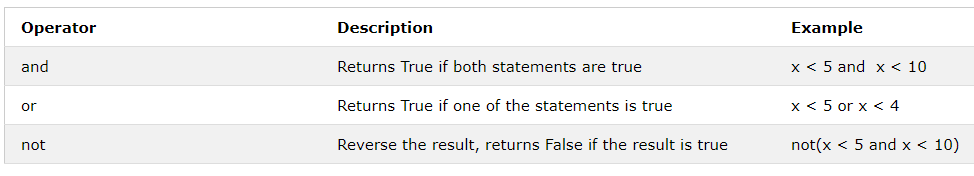 Operator Description Example
and Returns True if both statements are true x < 5 and  x < 10
or Returns True if one of the statements is true x < 5 or x < 4
not Reverse the result, returns False if the result is true not(x < 5 and x < 10)